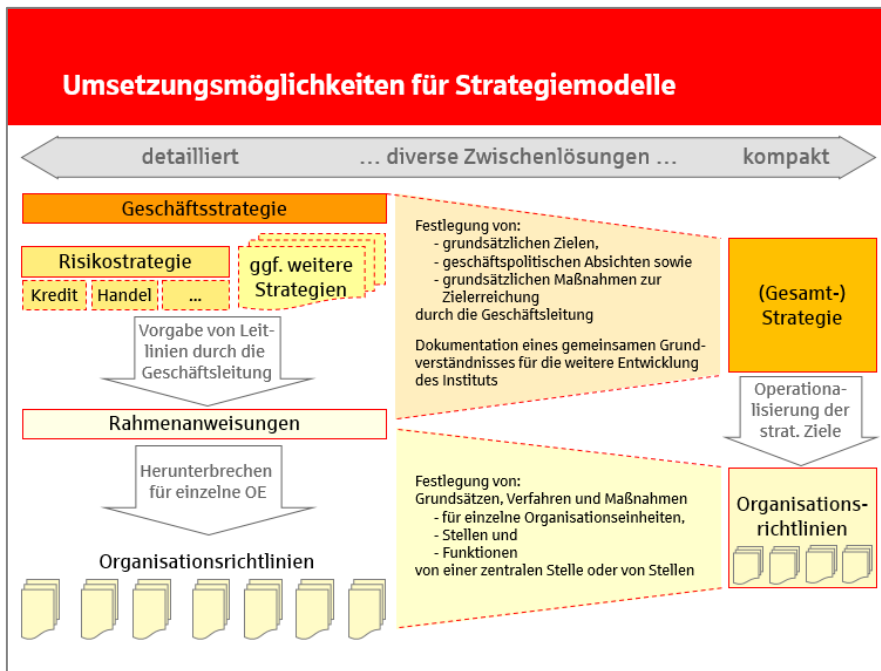 Umsetzungsmöglichkeiten für Strategiemodelle
detailliert
... diverse Zwischenlösungen ...
kompakt
Geschäftsstrategie
Risikostrategie
Kredit
Handel
...
ggf. weitere
Strategien
Vorgabe von Leit-
linien durch die
Geschäftsleitung
Rahmenanweisungen
Herunterbrechen
für einzelne OE
Organisationsrichtlinien
Festlegung von:
- grundsätzlichen Zielen,
- geschäftspolitischen Absichten sowie
- grundsätzlichen Maßnahmen zur
Zielerreichung
durch die Geschäftsleitung
Dokumentation eines gemeinsamen Grund-
verständnisses für die weitere Entwicklung
des Instituts
Festlegung von:
Grundsätzen, Verfahren und Maßnahmen
- für einzelne Organisationseinheiten,
- Stellen und
- Funktionen
von einer zentralen Stelle oder von Stellen
(Gesamt-)
Strategie
Operationa-
lisierung der
strat. Ziele
Organisations-
richtlinien